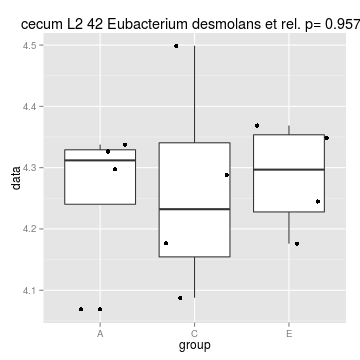 cecum L2 42 Eubacterium desmolans et rel. p= 0.957
4.5
4.4
4.3
4.2
4.1
data
A C E
group